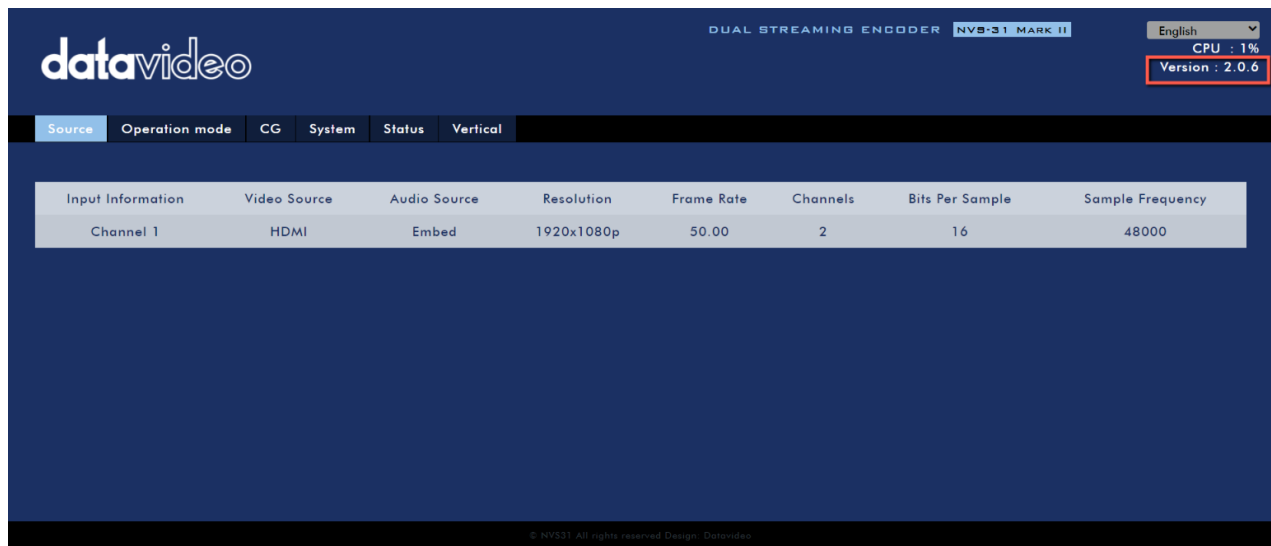 datavideo
DUAL STREAMING ENCODER NVS-31 MARK II
English
CPU : 1%
Version : 2.0.6
Source Operation mode CG System Status Vertical
Input Information Video Source Audio Source Resolution Frame Rate Channels Bits Per Sample Sample Frequency
Channel 1 HDMI Embed 1920x1080p 50.00 2 16 48000
© NVS31 All rights reserved Design: Datavideo